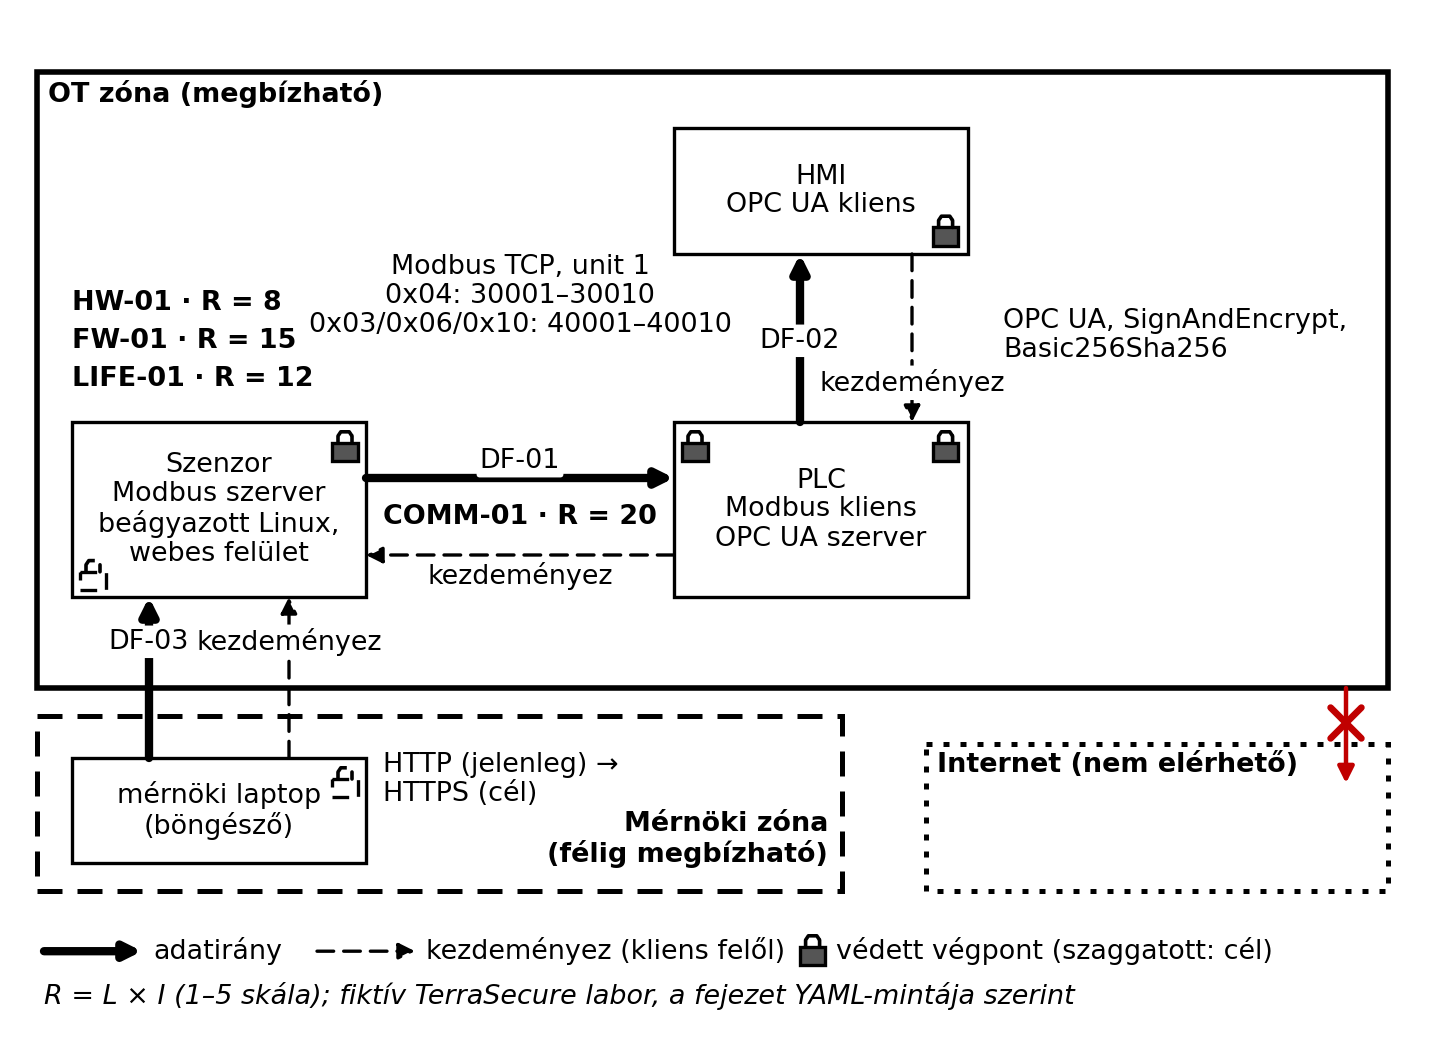 OT zóna (megbízható)
HMI
OPC UA kliens
Modbus TCP, unit 1
0x04: 30001–30010
0x03/0x06/0x10: 40001–40010
HW-01 · R = 8
FW-01 · R = 15
LIFE-01 · R = 12
DF-02
OPC UA, SignAndEncrypt,
Basic256Sha256
kezdeményez
Szenzor
Modbus szerver
beágyazott Linux,
webes felület
DF-01
COMM-01 · R = 20
kezdeményez
PLC
Modbus kliens
OPC UA szerver
DF-03
kezdeményez
mérnöki laptop
(böngésző)
HTTP (jelenleg) →
HTTPS (cél)
Mérnöki zóna
(félig megbízható)
Internet (nem elérhető)
adatirány
kezdeményez (kliens felől)
védett végpont (szaggatott: cél)
R = L × I (1–5 skála); fiktív TerraSecure labor, a fejezet YAML-mintája szerint